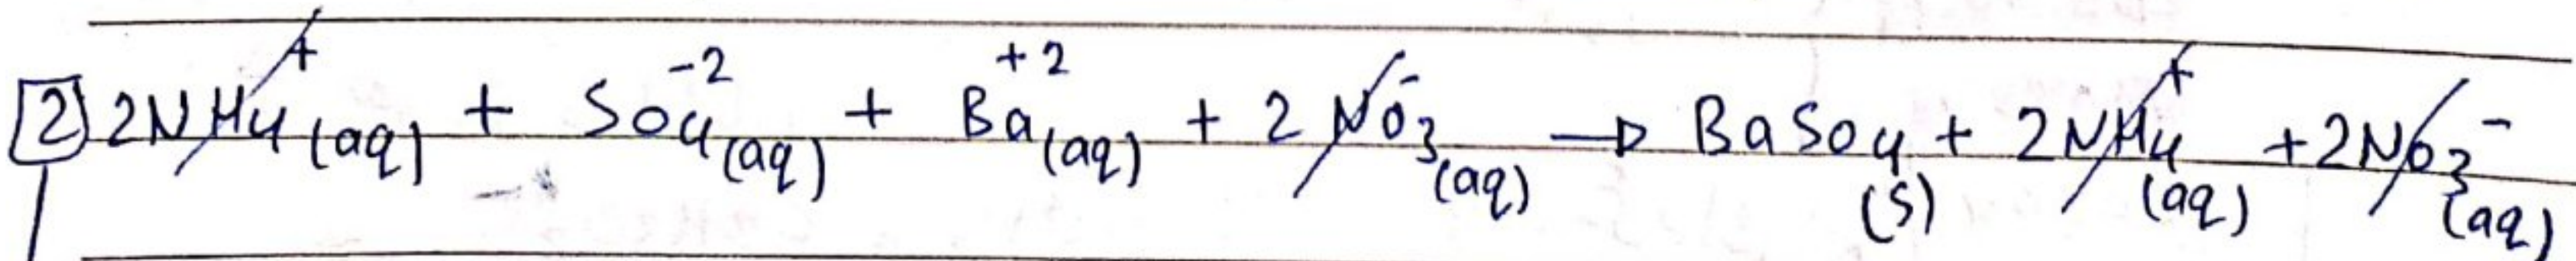 [2] 2NH₄⁺(aq) + SO₄⁻²(aq) + Ba⁺²(aq) + 2NO₃⁻(aq) → BaSO₄(s) + 2NH₄⁺(aq) + 2NO₃⁻(aq)